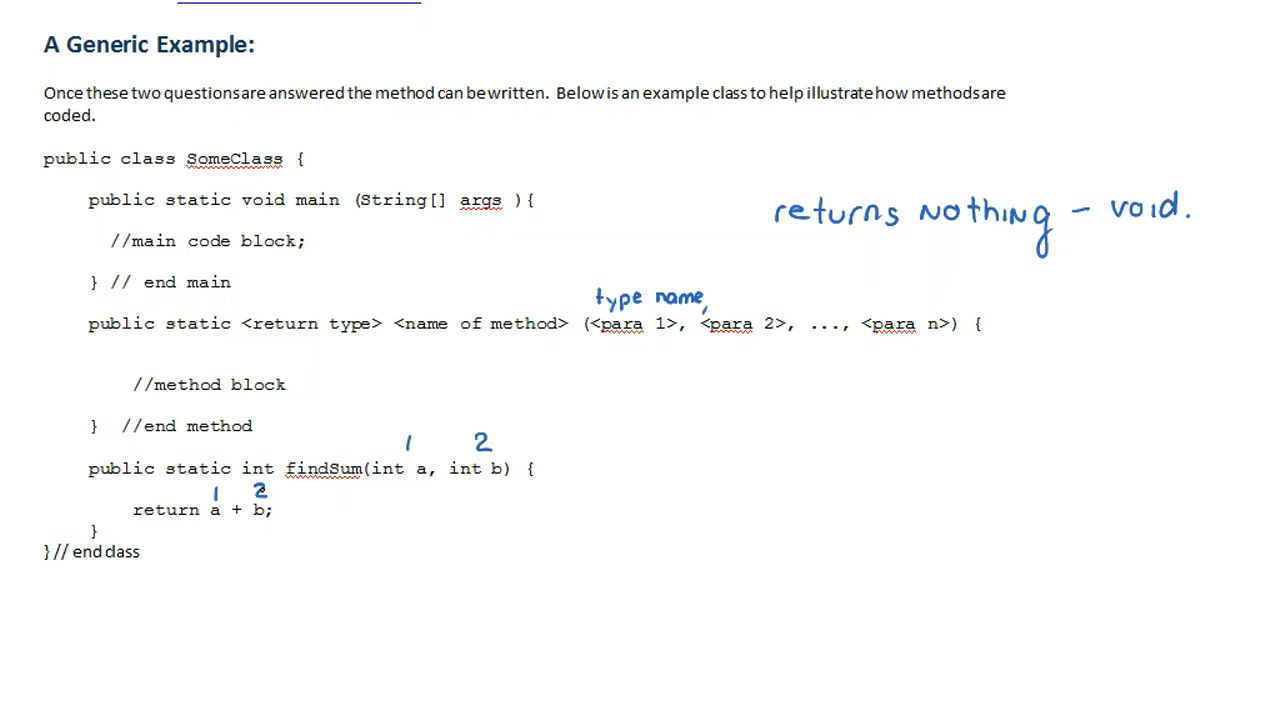 A Generic Example:
Once these two questions are answered the method can be written. Below is an example class to help illustrate how methods are
coded.
public class SomeClass {
public static void main (String[] args ){
returns nothing - void.
//main code block;
} // end main
type name,
public static <return type> <name of method> (<para 1>, <para 2>, ..., <para n>) {
//method block
} //end method
1 2
public static int findSum(int a, int b) {
1 2
return a + b;
}
} // end class